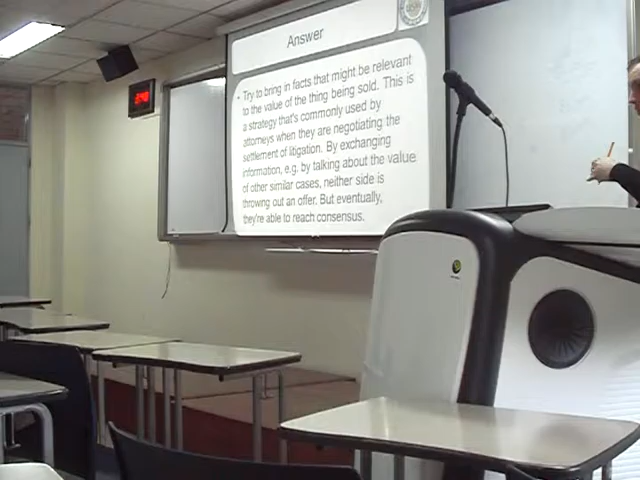 Answer
• Try to bring in facts that might be relevant
to the value of the thing being sold. This is
a strategy that's commonly used by
attorneys when they are negotiating the
settlement of litigation. By exchanging
information, e.g. by talking about the value
of other similar cases, neither side is
throwing out an offer. But eventually,
they're able to reach consensus.